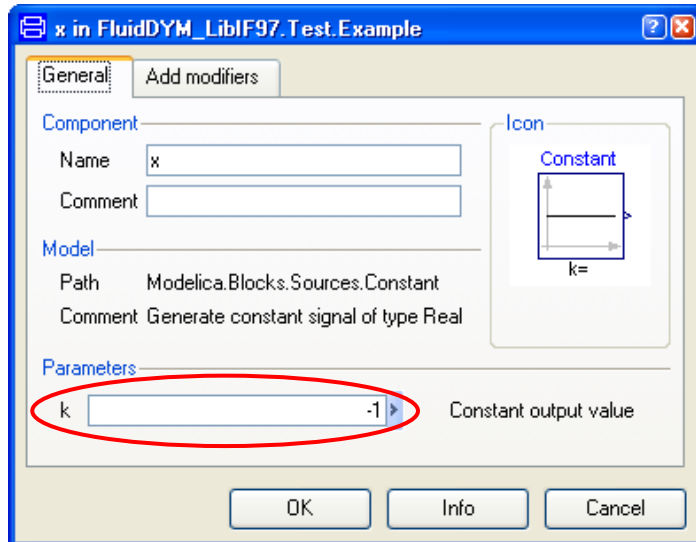 x in FluidDYM_LibIF97.Test.Example
General
Add modifiers
Component
Name x
Comment
Icon
Constant
k=
Model
Path Modelica.Blocks.Sources.Constant
Comment Generate constant signal of type Real
Parameters
k -1 Constant output value
OK Info Cancel